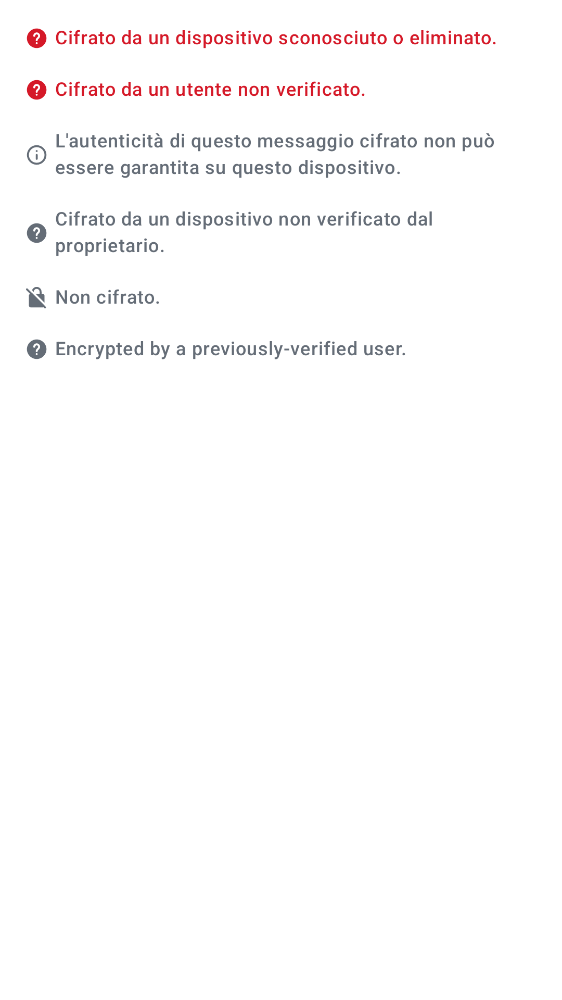 Cifrato da un dispositivo sconosciuto o eliminato.
Cifrato da un utente non verificato.
L'autenticità di questo messaggio cifrato non può
essere garantita su questo dispositivo.
Cifrato da un dispositivo non verificato dal
proprietario.
Non cifrato.
Encrypted by a previously-verified user.